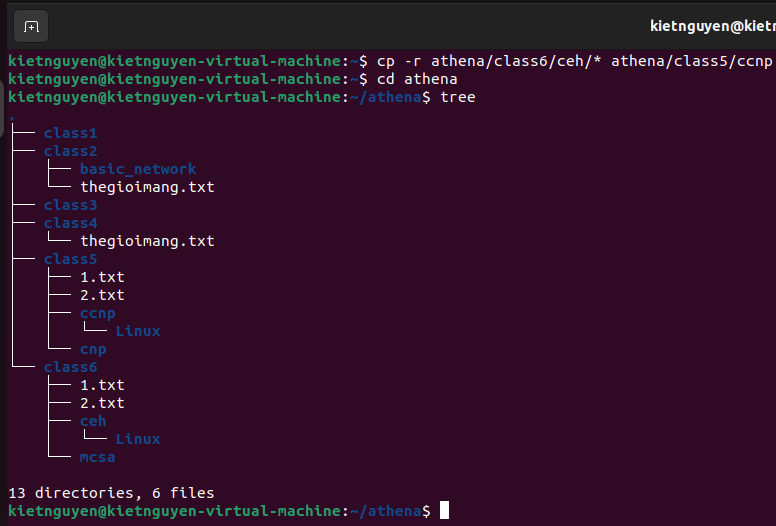 kietnguyen@kietn
kietnguyen@kietnguyen-virtual-machine:~$ cp -r athena/class6/ceh/* athena/class5/ccnp
kietnguyen@kietnguyen-virtual-machine:~$ cd athena
kietnguyen@kietnguyen-virtual-machine:~/athena$ tree
.
├── class1
├── class2
│   ├── basic_network
│   └── thegioimang.txt
├── class3
├── class4
│   └── thegioimang.txt
├── class5
│   ├── 1.txt
│   ├── 2.txt
│   ├── ccnp
│   │   └── Linux
│   └── cnp
└── class6
    ├── 1.txt
    ├── 2.txt
    ├── ceh
    │   └── Linux
    └── mcsa
13 directories, 6 files
kietnguyen@kietnguyen-virtual-machine:~/athena$